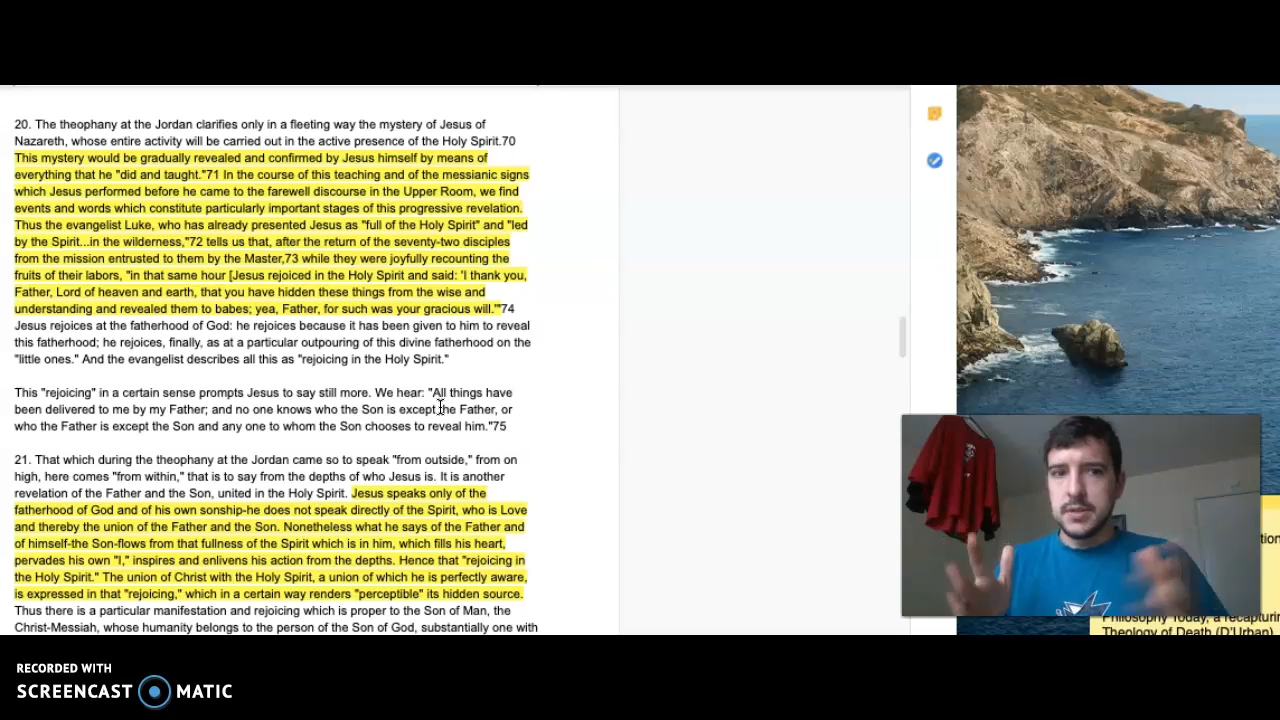 20. The theophany at the Jordan clarifies only in a fleeting way the mystery of Jesus of
Nazareth, whose entire activity will be carried out in the active presence of the Holy Spirit.70
This mystery would be gradually revealed and confirmed by Jesus himself by means of
everything that he "did and taught."71 In the course of this teaching and of the messianic signs
which Jesus performed before he came to the farewell discourse in the Upper Room, we find
events and words which constitute particularly important stages of this progressive revelation.
Thus the evangelist Luke, who has already presented Jesus as "full of the Holy Spirit" and "led
by the Spirit...in the wilderness,"72 tells us that, after the return of the seventy-two disciples
from the mission entrusted to them by the Master,73 while they were joyfully recounting the
fruits of their labors, "in that same hour [Jesus rejoiced in the Holy Spirit and said: 'I thank you,
Father, Lord of heaven and earth, that you have hidden these things from the wise and
understanding and revealed them to babes; yea, Father, for such was your gracious will.'"74
Jesus rejoices at the fatherhood of God: he rejoices because it has been given to him to reveal
this fatherhood; he rejoices, finally, as at a particular outpouring of this divine fatherhood on the
"little ones." And the evangelist describes all this as "rejoicing in the Holy Spirit."
This "rejoicing" in a certain sense prompts Jesus to say still more. We hear: "All things have
been delivered to me by my Father; and no one knows who the Son is except the Father, or
who the Father is except the Son and any one to whom the Son chooses to reveal him."75
21. That which during the theophany at the Jordan came so to speak "from outside," from on
high, here comes "from within," that is to say from the depths of who Jesus is. It is another
revelation of the Father and the Son, united in the Holy Spirit. Jesus speaks only of the
fatherhood of God and of his own sonship-he does not speak directly of the Spirit, who is Love
and thereby the union of the Father and the Son. Nonetheless what he says of the Father and
of himself-the Son-flows from that fullness of the Spirit which is in him, which fills his heart,
pervades his own "I," inspires and enlivens his action from the depths. Hence that "rejoicing in
the Holy Spirit." The union of Christ with the Holy Spirit, a union of which he is perfectly aware,
is expressed in that "rejoicing," which in a certain way renders "perceptible" its hidden source.
Thus there is a particular manifestation and rejoicing which is proper to the Son of Man, the
Christ-Messiah, whose humanity belongs to the person of the Son of God, substantially one with
Philosophy Today, a recapturin
Theology of Death (D'Urban)
RECORDED WITH
SCREENCAST MATIC